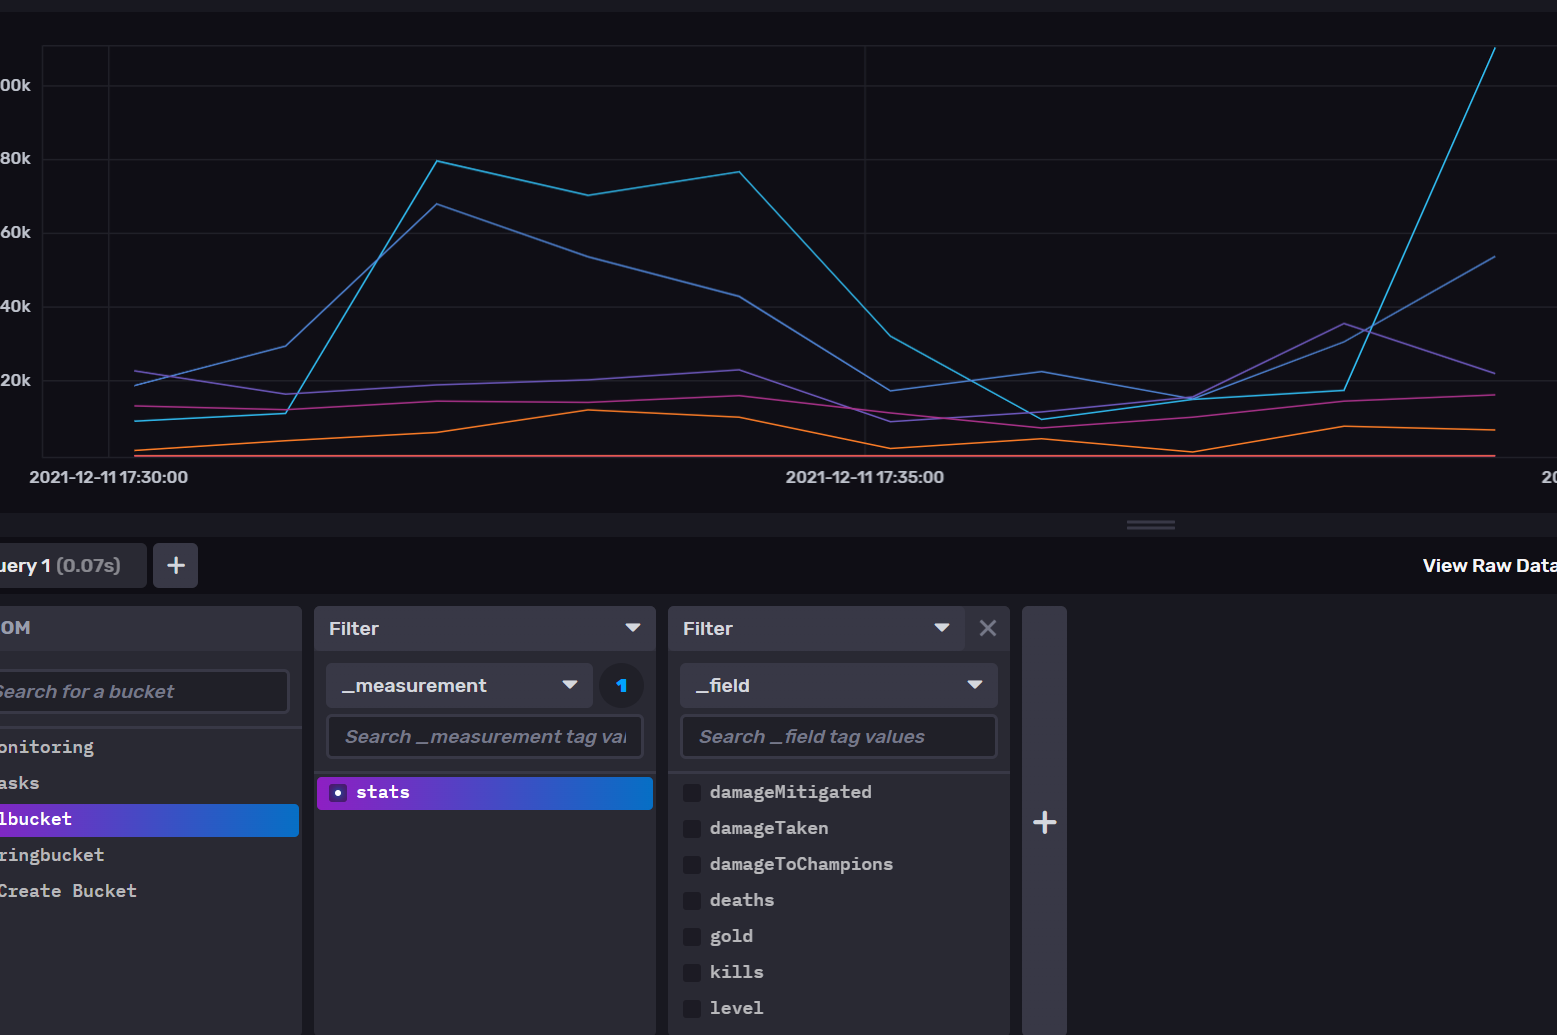 00k
80k
60k
40k
20k
2021-12-11 17:30:00
2021-12-11 17:35:00
20
uery 1 (0.07s)
+
View Raw Data
OM
Filter
Filter
_measurement
1
_field
Search for a bucket
Search _measurement tag val
Search _field tag values
onitoring
asks
lbucket
ringbucket
Create Bucket
stats
damageMitigated
damageTaken
damageToChampions
deaths
gold
kills
level
+